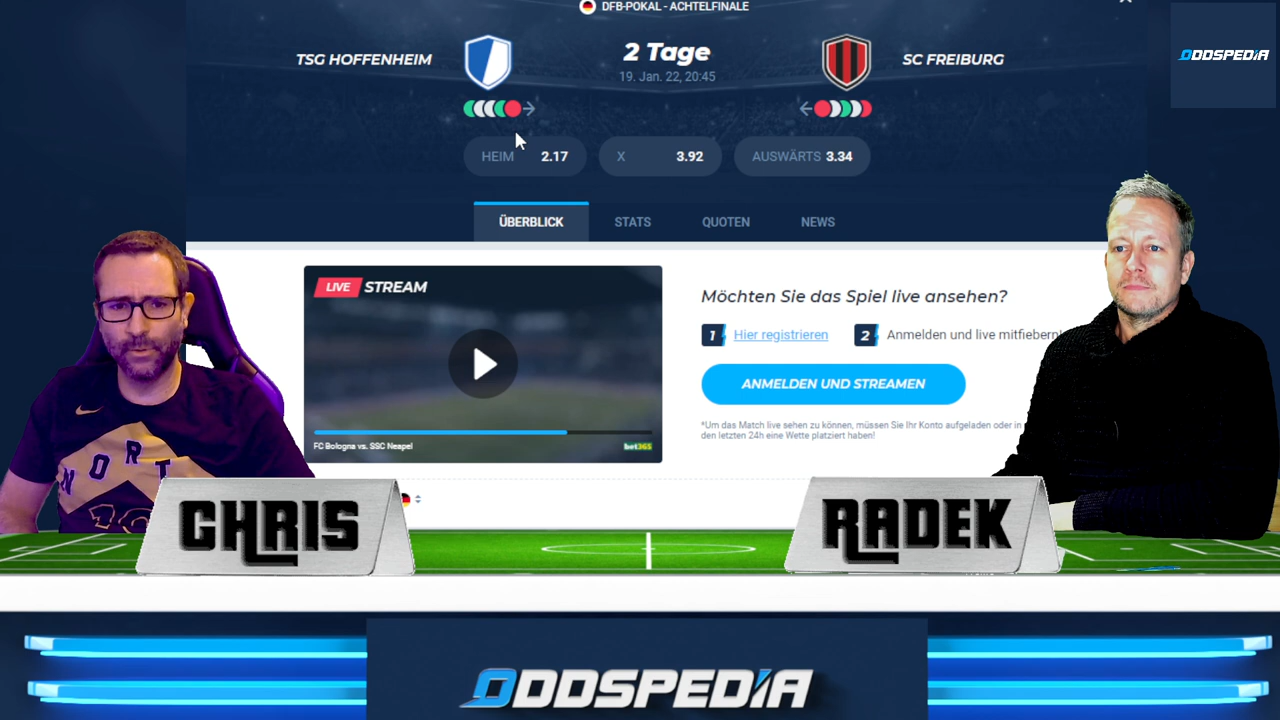 DFB-POKAL - ACHTELFINALE
ODDSPEDIA
TSG HOFFENHEIM
2 Tage
SC FREIBURG
19. Jan. 22, 20:45
HEIM 2.17
X 3.92
AUSWÄRTS 3.34
ÜBERBLICK
STATS
QUOTEN
NEWS
LIVE STREAM
FC Bologna vs. SSC Neapel
bet365
Möchten Sie das Spiel live ansehen?
1 Hier registrieren
2 Anmelden und live mitfiebern!
ANMELDEN UND STREAMEN
*Um das Match live sehen zu können, müssen Sie Ihr Konto aufgeladen oder in
den letzten 24h eine Wette platziert haben!
NORT
CHRIS
RADEK
ODDSPEDIA